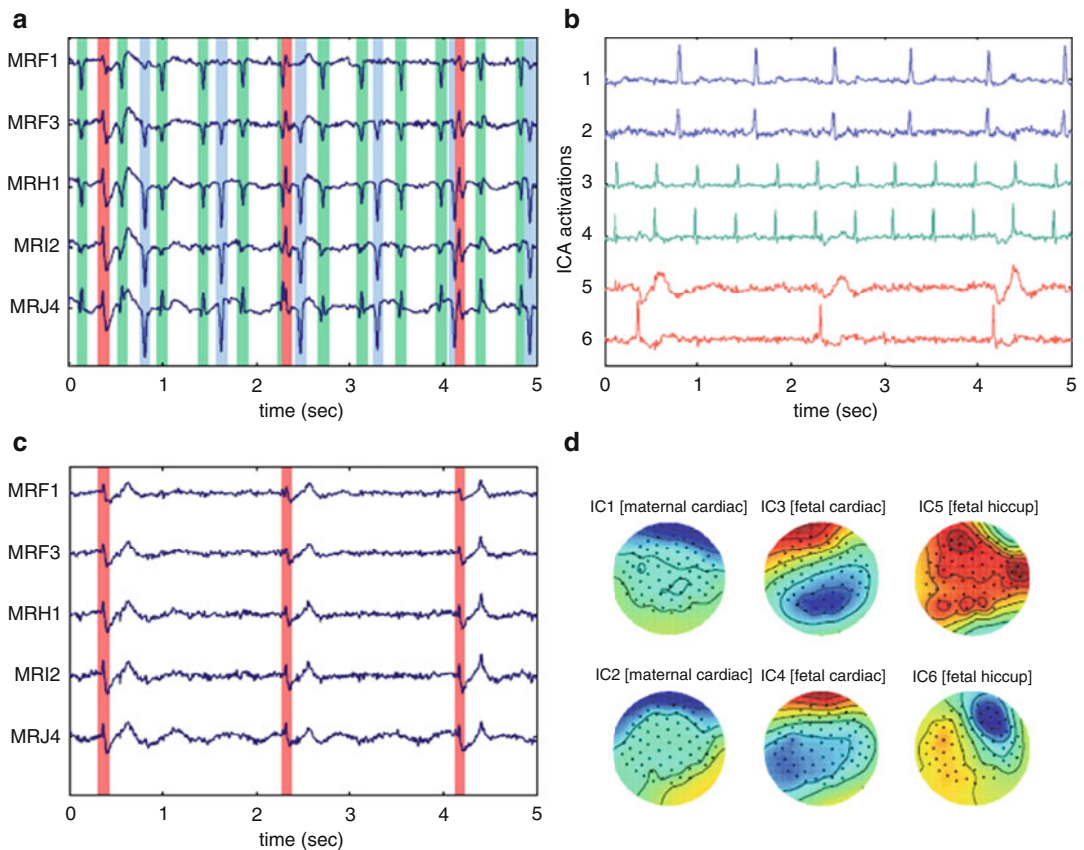 a
MRF1
MRF3
MRH1
MRI2
MRJ4
0 1 2 3 4 5
time (sec)
b
ICA activations
1
2
3
4
5
6
0 1 2 3 4 5
time (sec)
c
MRF1
MRF3
MRH1
MRI2
MRJ4
0 1 2 3 4 5
time (sec)
d
IC1 [maternal cardiac] IC3 [fetal cardiac] IC5 [fetal hiccup]
IC2 [maternal cardiac] IC4 [fetal cardiac] IC6 [fetal hiccup]